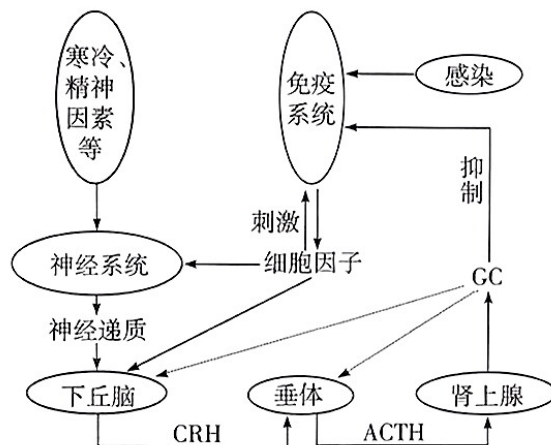 寒冷、
精神
因素
等
免疫
系统
感染
抑
制
刺激
神经系统
细胞因子
GC
神经递质
下丘脑
垂体
肾上腺
CRH
ACTH